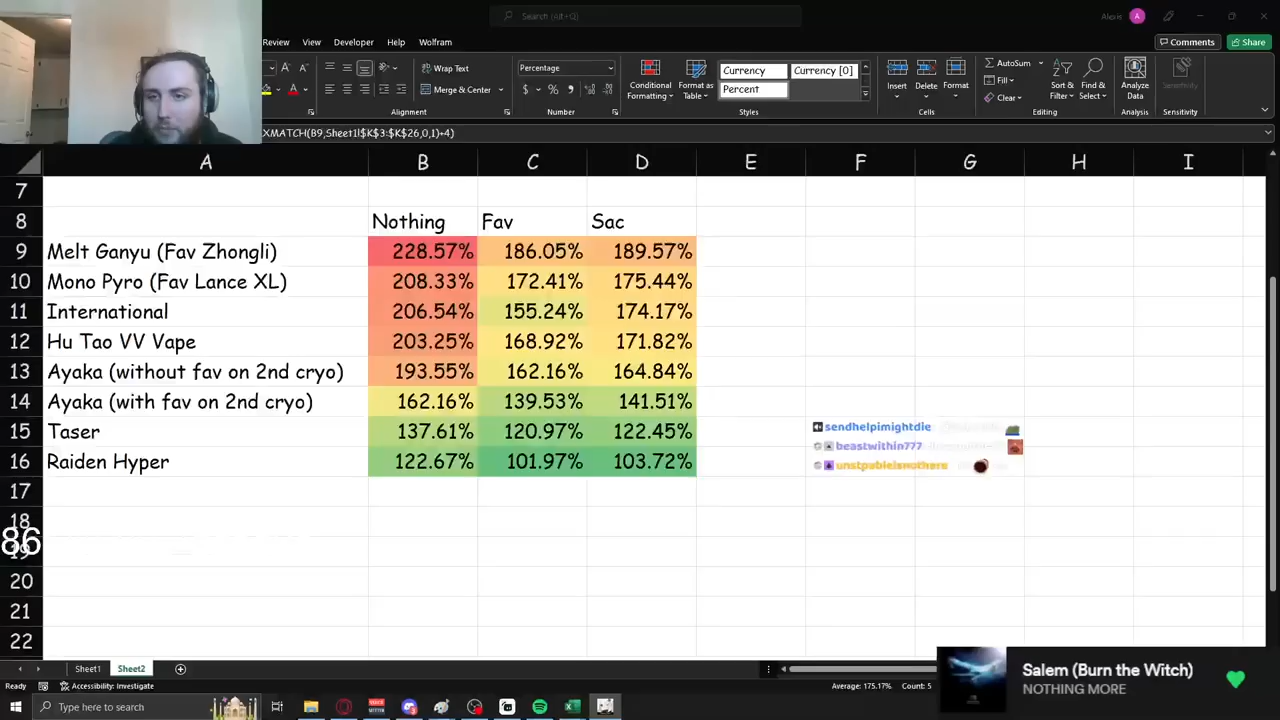 Search (Alt+Q)
Alexis A
Review View Developer Help Wolfram
Comments Share
Wrap Text
Percentage
Currency Currency [0]
AutoSum
Merge & Center
$ % ,
Conditional Formatting
Format as Table
Percent
Insert Delete Format
Fill
Clear
Sort & Filter
Find & Select
Analyze Data
Sensitivity
Alignment Number Styles Cells Editing Analysis Sensitivity
XMATCH(B9,Sheet1!$K$3:$K$26,0,1)+4)
A B C D E F G H I
7
8 Nothing Fav Sac
9 Melt Ganyu (Fav Zhongli) 228.57% 186.05% 189.57%
10 Mono Pyro (Fav Lance XL) 208.33% 172.41% 175.44%
11 International 206.54% 155.24% 174.17%
12 Hu Tao VV Vape 203.25% 168.92% 171.82%
13 Ayaka (without fav on 2nd cryo) 193.55% 162.16% 164.84%
14 Ayaka (with fav on 2nd cryo) 162.16% 139.53% 141.51%
15 Taser 137.61% 120.97% 122.45%
sendhelpimightdie
beastwithin777
16 Raiden Hyper 122.67% 101.97% 103.72%
17
18
86
19
20
21
22
Sheet1 Sheet2
Salem (Burn the Witch)
NOTHING MORE
Ready Accessibility: Investigate Average: 175.17% Count: 5
Type here to search